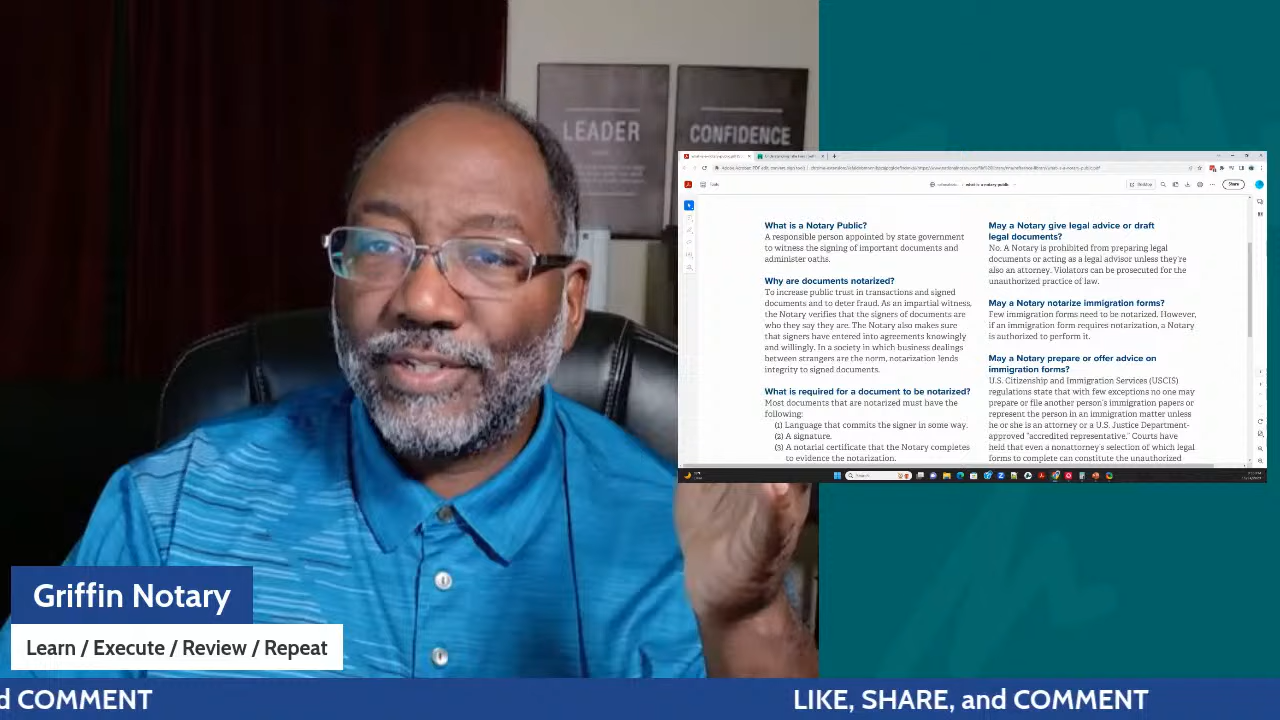 LEADER
CONFIDENCE
what is a notary public
Desktop
Share
What is a Notary Public?
A responsible person appointed by state government
to witness the signing of important documents and
administer oaths.
Why are documents notarized?
To increase public trust in transactions and signed
documents and to deter fraud. As an impartial witness,
the Notary verifies that the signers of documents are
who they say they are. The Notary also makes sure
that signers have entered into agreements knowingly
and willingly. In a society in which business dealings
between strangers are the norm, notarization lends
integrity to signed documents.
What is required for a document to be notarized?
Most documents that are notarized must have the
following:
(1) Language that commits the signer in some way.
(2) A signature.
(3) A notarial certificate that the Notary completes
to evidence the notarization.
May a Notary give legal advice or draft
legal documents?
No. A Notary is prohibited from preparing legal
documents or acting as a legal advisor unless they're
also an attorney. Violators can be prosecuted for the
unauthorized practice of law.
May a Notary notarize immigration forms?
Few immigration forms need to be notarized. However,
if an immigration form requires notarization, a Notary
is authorized to perform it.
May a Notary prepare or offer advice on
immigration forms?
U.S. Citizenship and Immigration Services (USCIS)
regulations state that with few exceptions no one may
prepare or file another person's immigration papers or
represent the person in an immigration matter unless
he or she is an attorney or a U.S. Justice Department-
approved "accredited representative." Courts have
held that even a nonattorney's selection of which legal
forms to complete can constitute the unauthorized
Search
Griffin Notary
Learn / Execute / Review / Repeat
d COMMENT
LIKE, SHARE, and COMMENT